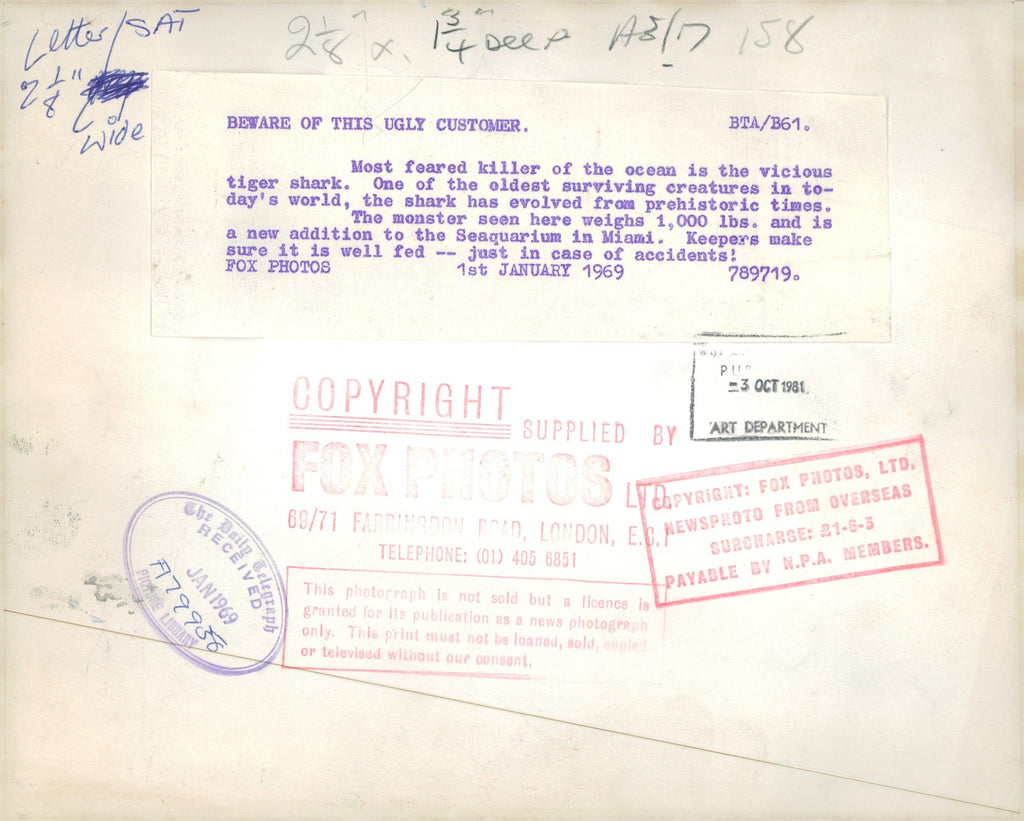 Letter/SAT
2 1/8"
wide
2 1/8 x. 1 3/4" Deep A3/17 158
BEWARE OF THIS UGLY CUSTOMER. BTA/B61.
Most feared killer of the ocean is the vicious
tiger shark. One of the oldest surviving creatures in to-
day's world, the shark has evolved from prehistoric times.
The monster seen here weighs 1,000 lbs. and is
a new addition to the Seaquarium in Miami. Keepers make
sure it is well fed -- just in case of accidents!
FOX PHOTOS 1st JANUARY 1969 789719.
-3 OCT 1981
ART DEPARTMENT
COPYRIGHT
SUPPLIED BY
FOX PHOTOS LTD.
69/71 FARRINGDON ROAD, LONDON, E.C.1
TELEPHONE: (01) 405 6851
This photograph is not sold but a licence is
granted for its publication as a news photograph
only. This print must not be loaned, sold, copied
or televised without our consent.
COPYRIGHT: FOX PHOTOS, LTD.
NEWSPHOTO FROM OVERSEAS
SURCHARGE: £1-6-3
PAYABLE BY N.P.A. MEMBERS.
The Daily Telegraph
RECEIVED
JAN 1969
A179956
PICTURE LIBRARY